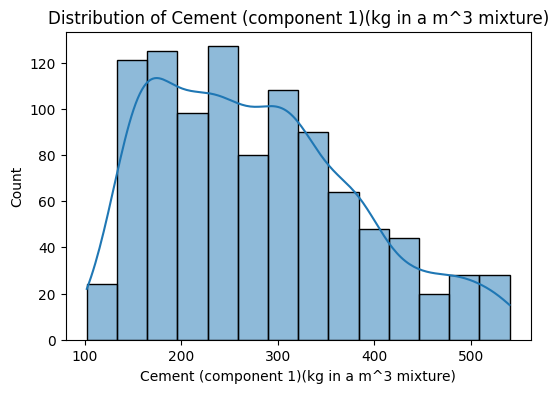 Distribution of Cement (component 1)(kg in a m^3 mixture)
120
100
80
60
40
20
0
Count
100 200 300 400 500
Cement (component 1)(kg in a m^3 mixture)